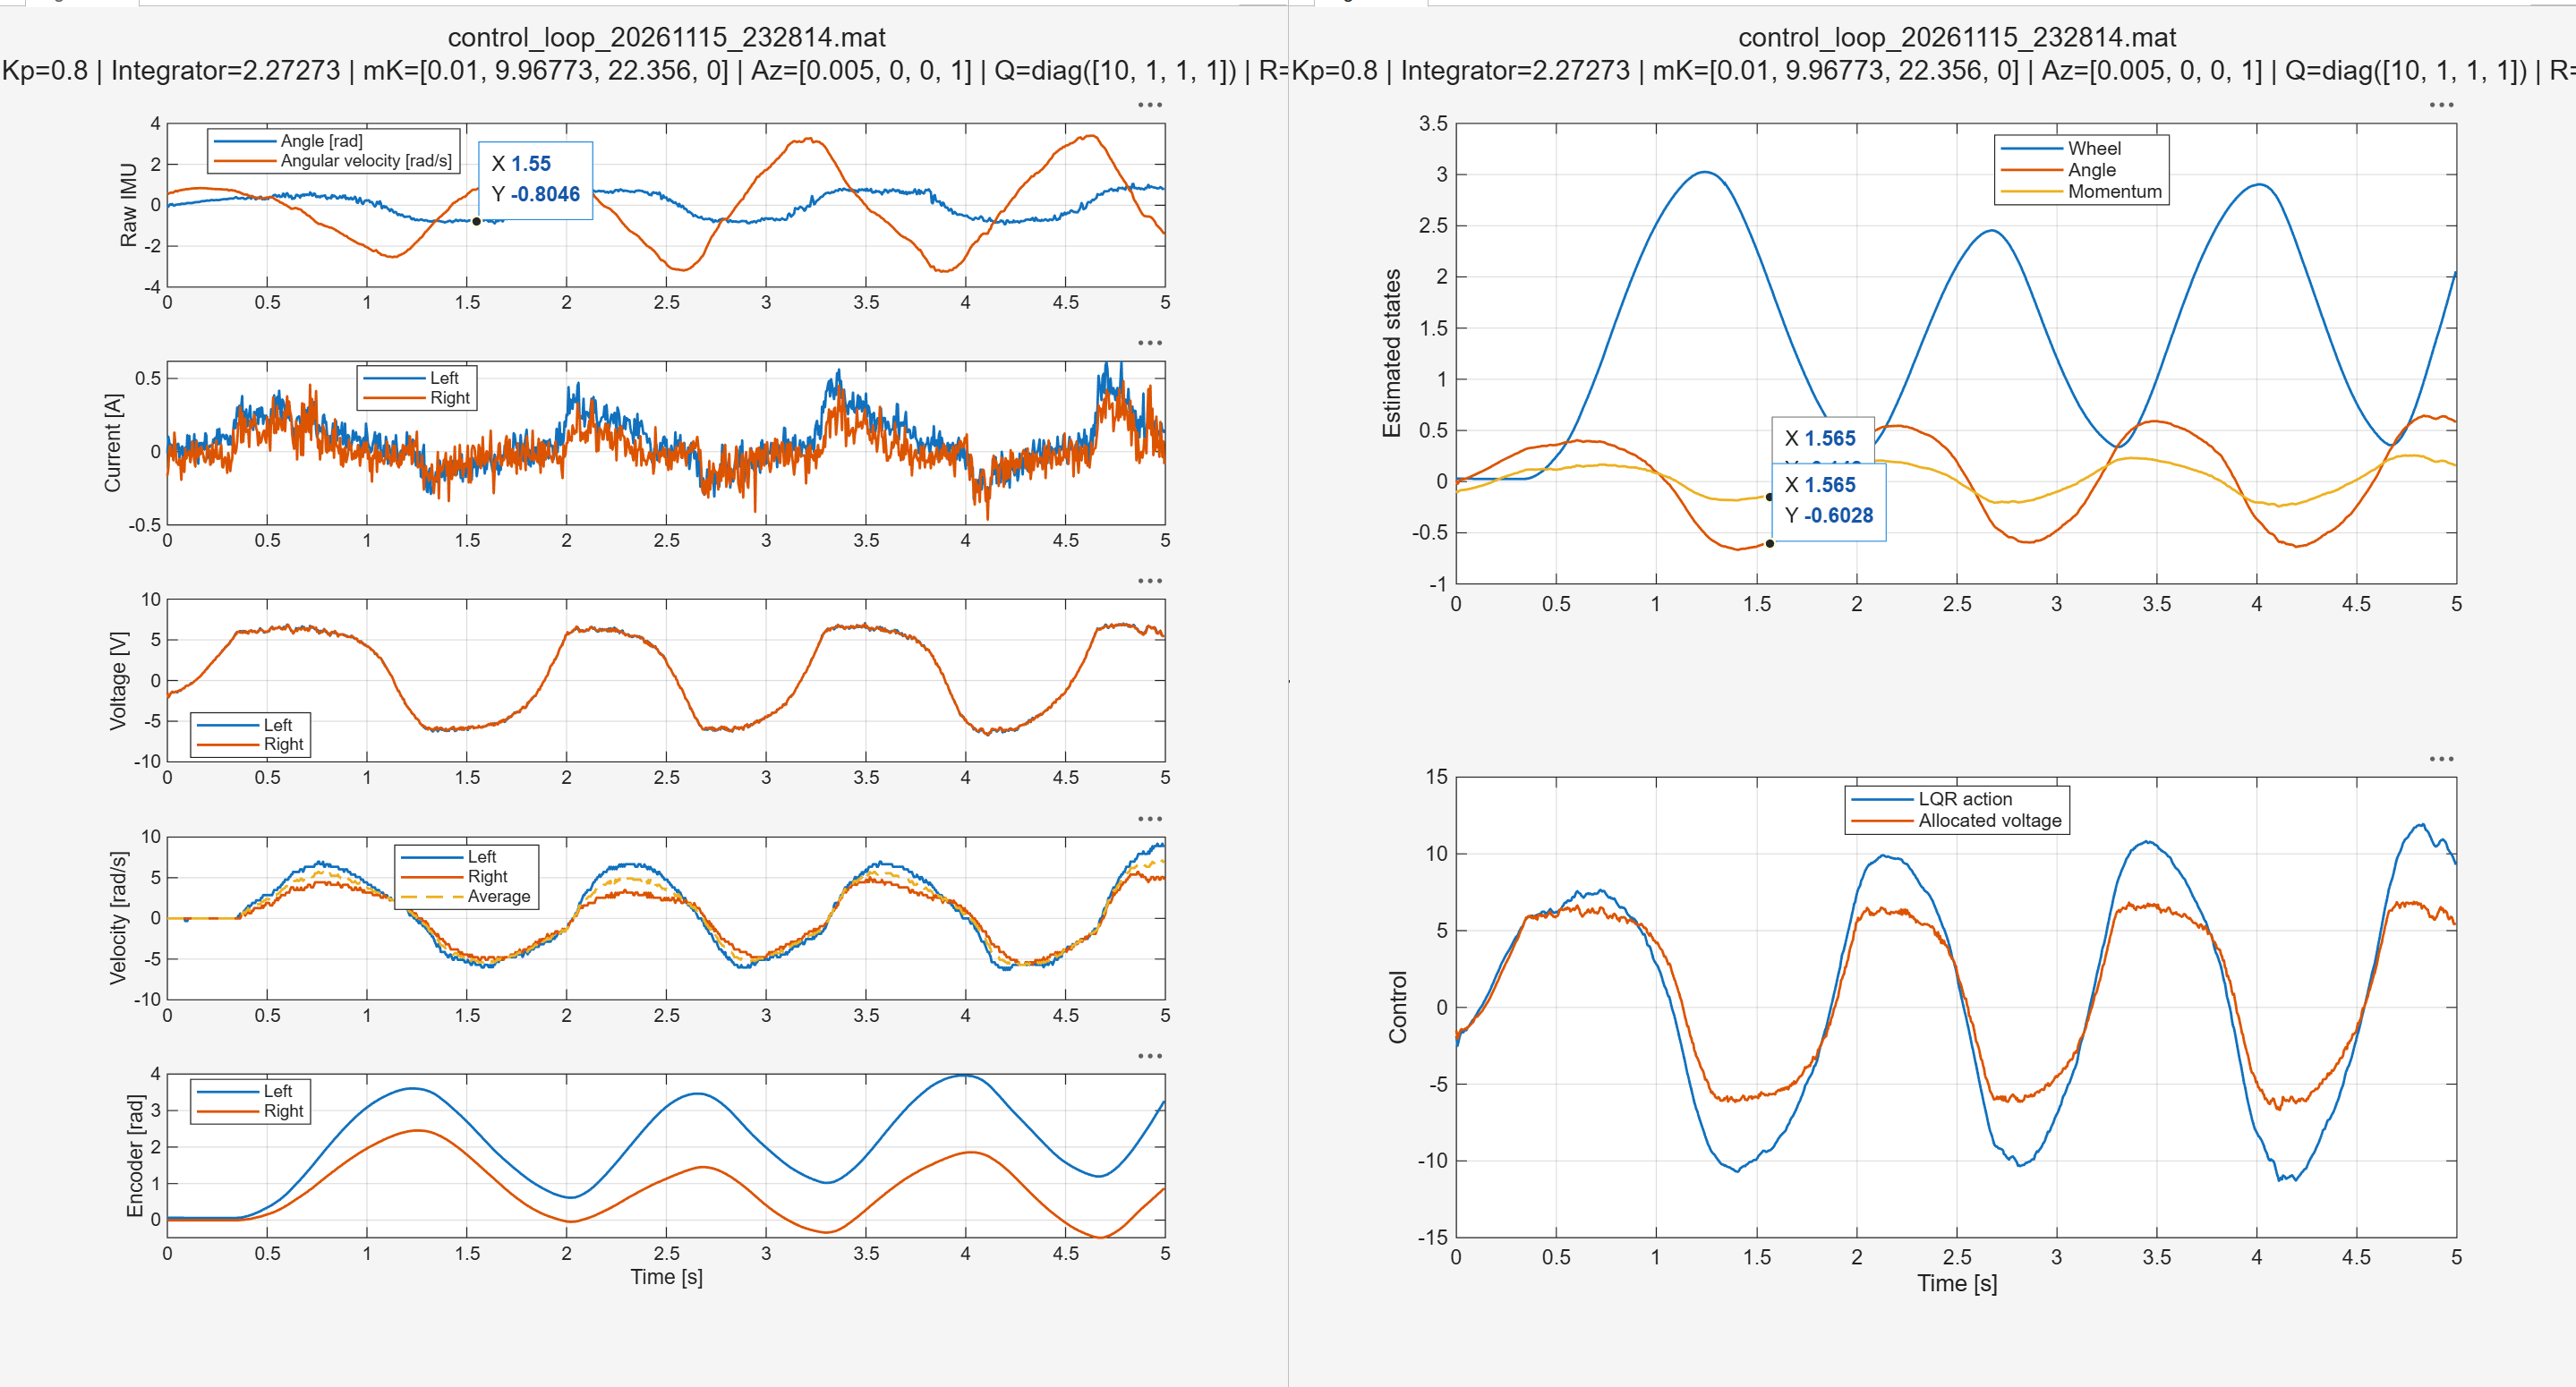 control_loop_20261115_232814.mat
Kp=0.8 | Integrator=2.27273 | mK=[0.01, 9.96773, 22.356, 0] | Az=[0.005, 0, 0, 1] | Q=diag([10, 1, 1, 1]) | R=
Raw IMU
4
2
0
-2
-4
Angle [rad]
Angular velocity [rad/s]
X 1.55
Y -0.8046
0 0.5 1 1.5 2 2.5 3 3.5 4 4.5 5
Current [A]
0.5
0
-0.5
Left
Right
0 0.5 1 1.5 2 2.5 3 3.5 4 4.5 5
Voltage [V]
10
5
0
-5
-10
Left
Right
0 0.5 1 1.5 2 2.5 3 3.5 4 4.5 5
Velocity [rad/s]
10
5
0
-5
-10
Left
Right
Average
0 0.5 1 1.5 2 2.5 3 3.5 4 4.5 5
Encoder [rad]
4
3
2
1
0
Left
Right
0 0.5 1 1.5 2 2.5 3 3.5 4 4.5 5
Time [s]
control_loop_20261115_232814.mat
Kp=0.8 | Integrator=2.27273 | mK=[0.01, 9.96773, 22.356, 0] | Az=[0.005, 0, 0, 1] | Q=diag([10, 1, 1, 1]) | R=
Estimated states
3.5
3
2.5
2
1.5
1
0.5
0
-0.5
-1
Wheel
Angle
Momentum
X 1.565
X 1.565
Y -0.6028
0 0.5 1 1.5 2 2.5 3 3.5 4 4.5 5
Control
15
10
5
0
-5
-10
-15
LQR action
Allocated voltage
0 0.5 1 1.5 2 2.5 3 3.5 4 4.5 5
Time [s]